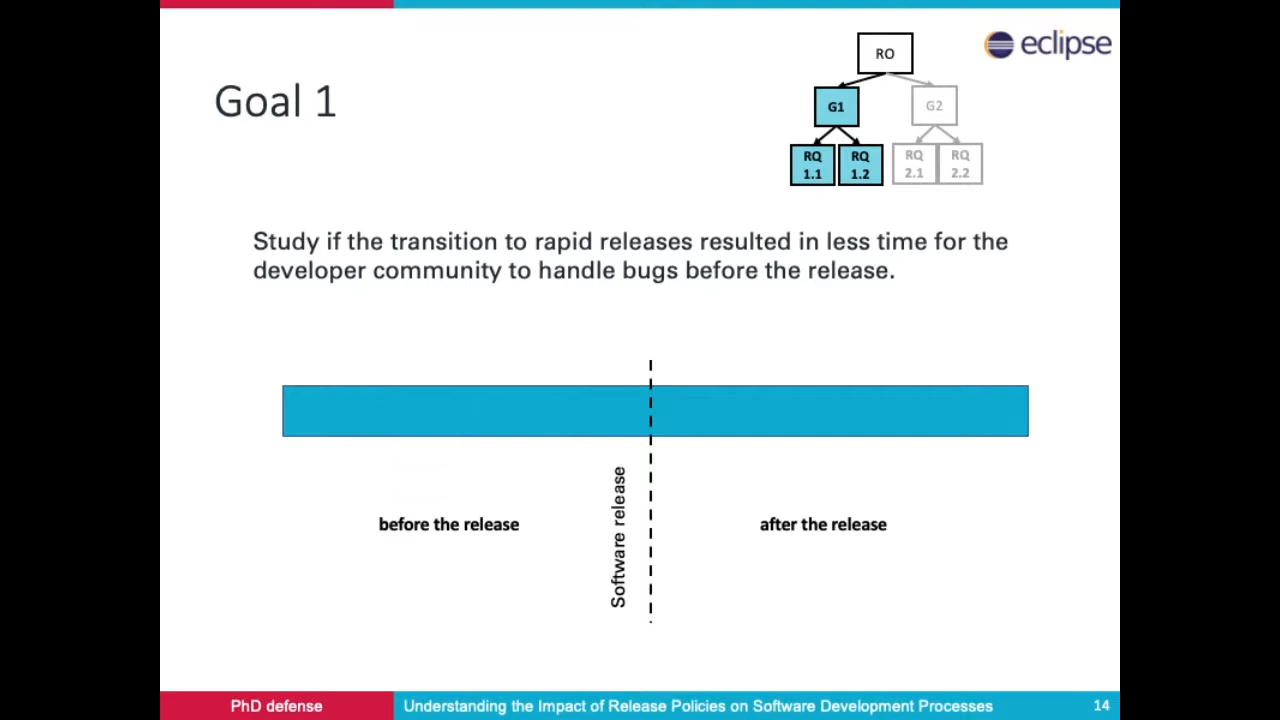 eclipse
RO
Goal 1
G1
G2
RQ 1.1
RQ 1.2
RQ 2.1
RQ 2.2
Study if the transition to rapid releases resulted in less time for the
developer community to handle bugs before the release.
before the release
Software release
after the release
PhD defense
Understanding the Impact of Release Policies on Software Development Processes
14